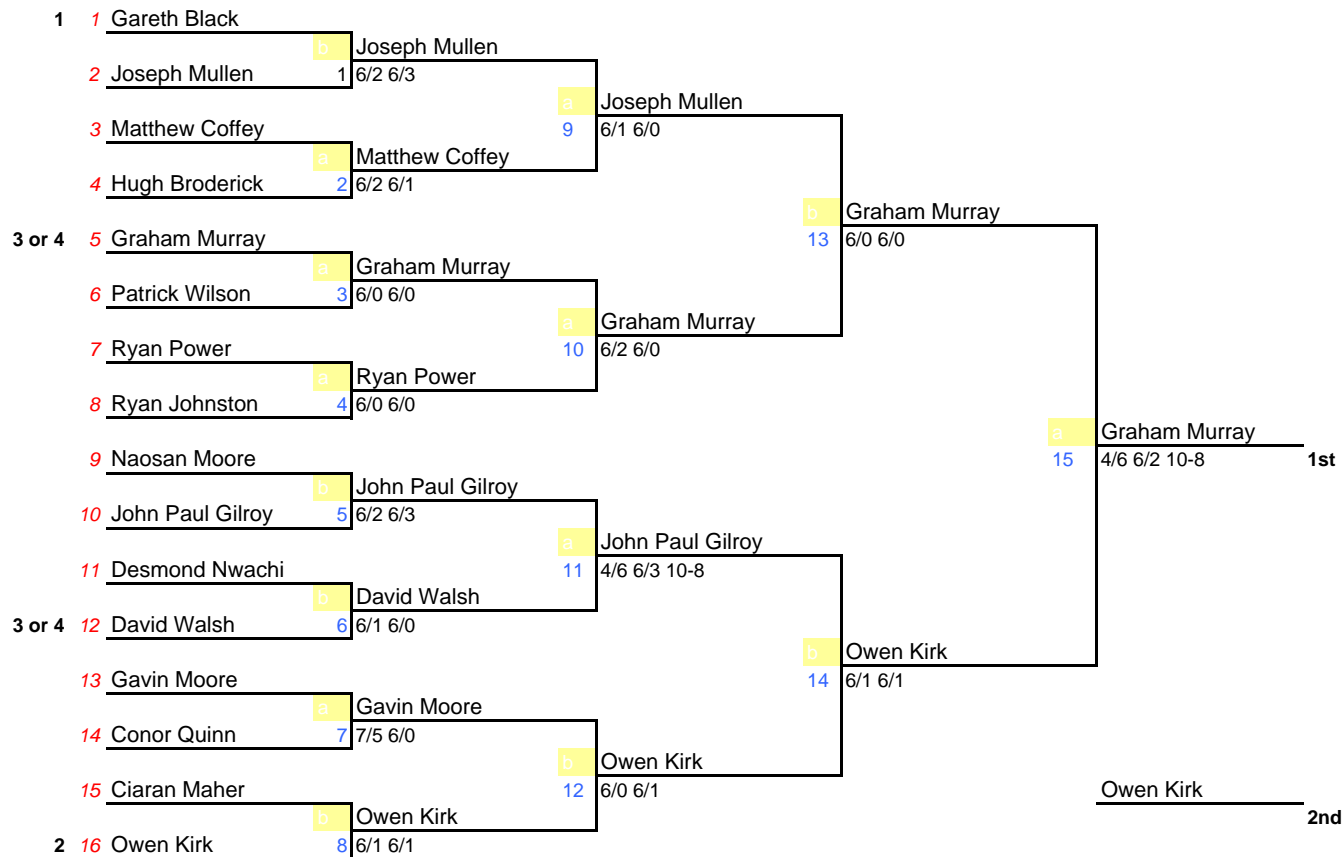 1 1 Gareth Black
b Joseph Mullen
2 Joseph Mullen 1 6/2 6/3
a Joseph Mullen
3 Matthew Coffey 9 6/1 6/0
a Matthew Coffey
4 Hugh Broderick 2 6/2 6/1
b Graham Murray
3 or 4 5 Graham Murray 13 6/0 6/0
a Graham Murray
6 Patrick Wilson 3 6/0 6/0
a Graham Murray
7 Ryan Power 10 6/2 6/0
a Ryan Power
8 Ryan Johnston 4 6/0 6/0
a Graham Murray
9 Naosan Moore 15 4/6 6/2 10-8 1st
b John Paul Gilroy
10 John Paul Gilroy 5 6/2 6/3
a John Paul Gilroy
11 Desmond Nwachi 11 4/6 6/3 10-8
b David Walsh
3 or 4 12 David Walsh 6 6/1 6/0
b Owen Kirk
13 Gavin Moore 14 6/1 6/1
a Gavin Moore
14 Conor Quinn 7 7/5 6/0
b Owen Kirk
15 Ciaran Maher 12 6/0 6/1 Owen Kirk
b Owen Kirk 2nd
2 16 Owen Kirk 8 6/1 6/1